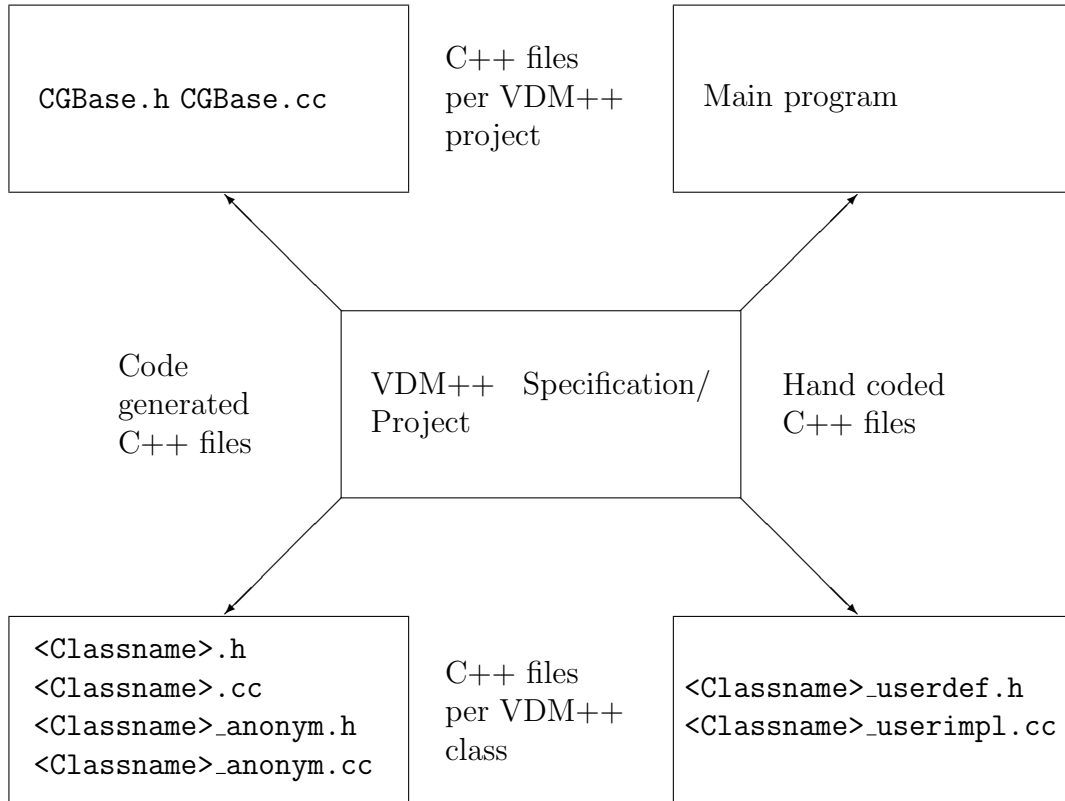 CGBase.h CGBase.cc
C++ files
per VDM++
project
Main program
Code
generated
C++ files
VDM++ Specification/
Project
Hand coded
C++ files
<Classname>.h
<Classname>.cc
<Classname>_anonym.h
<Classname>_anonym.cc
C++ files
per VDM++
class
<Classname>_userdef.h
<Classname>_userimpl.cc